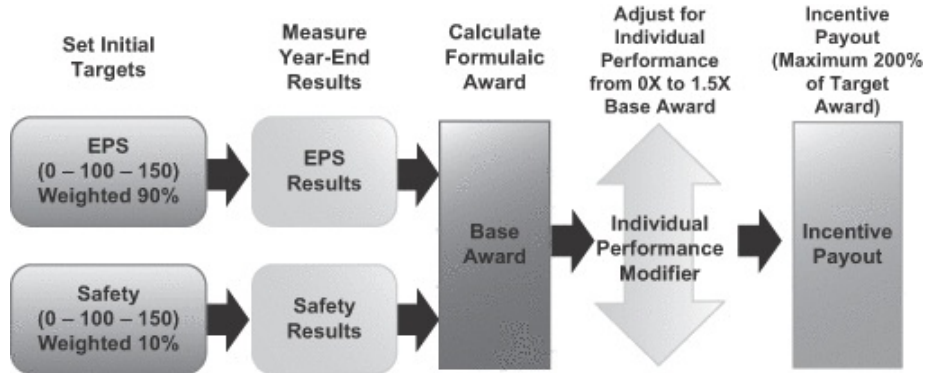 Set Initial
Targets
Measure
Year-End
Results
Calculate
Formulaic
Award
Adjust for
Individual
Performance
from 0X to 1.5X
Base Award
Incentive
Payout
(Maximum 200%
of Target
Award)
EPS
(0 – 100 – 150)
Weighted 90%
EPS
Results
Safety
(0 – 100 – 150)
Weighted 10%
Safety
Results
Base
Award
Individual
Performance
Modifier
Incentive
Payout